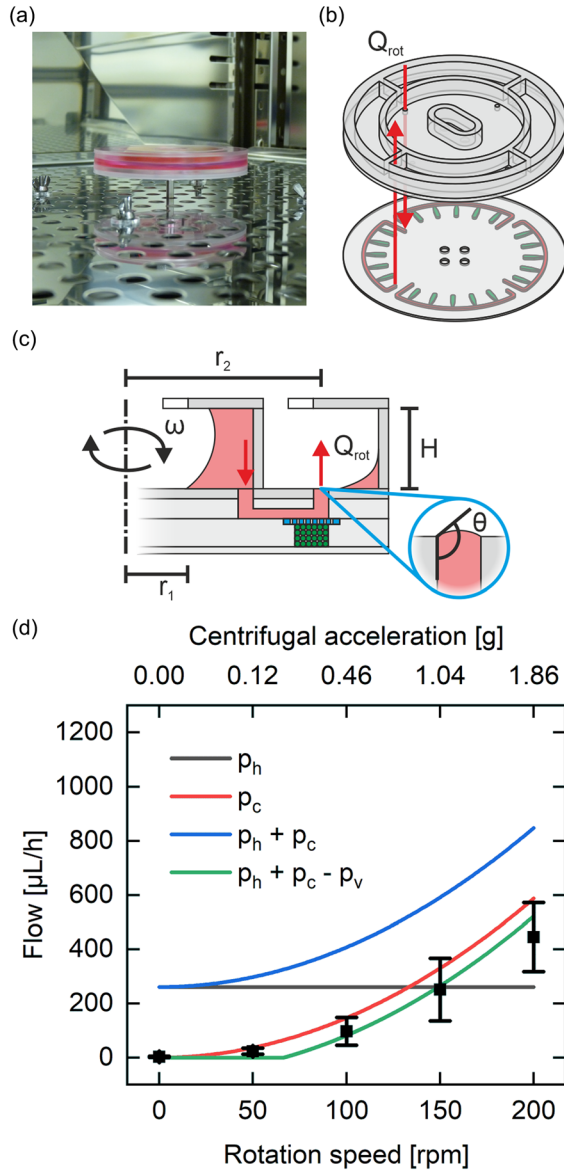 (a)
(b)
Q_rot
(c)
r_2
ω
Q_rot
H
θ
r_1
(d)
Centrifugal acceleration [g]
0.00 0.12 0.46 1.04 1.86
1200
1000
800
600
400
200
0
Flow [µL/h]
p_h
p_c
p_h + p_c
p_h + p_c - p_v
0 50 100 150 200
Rotation speed [rpm]